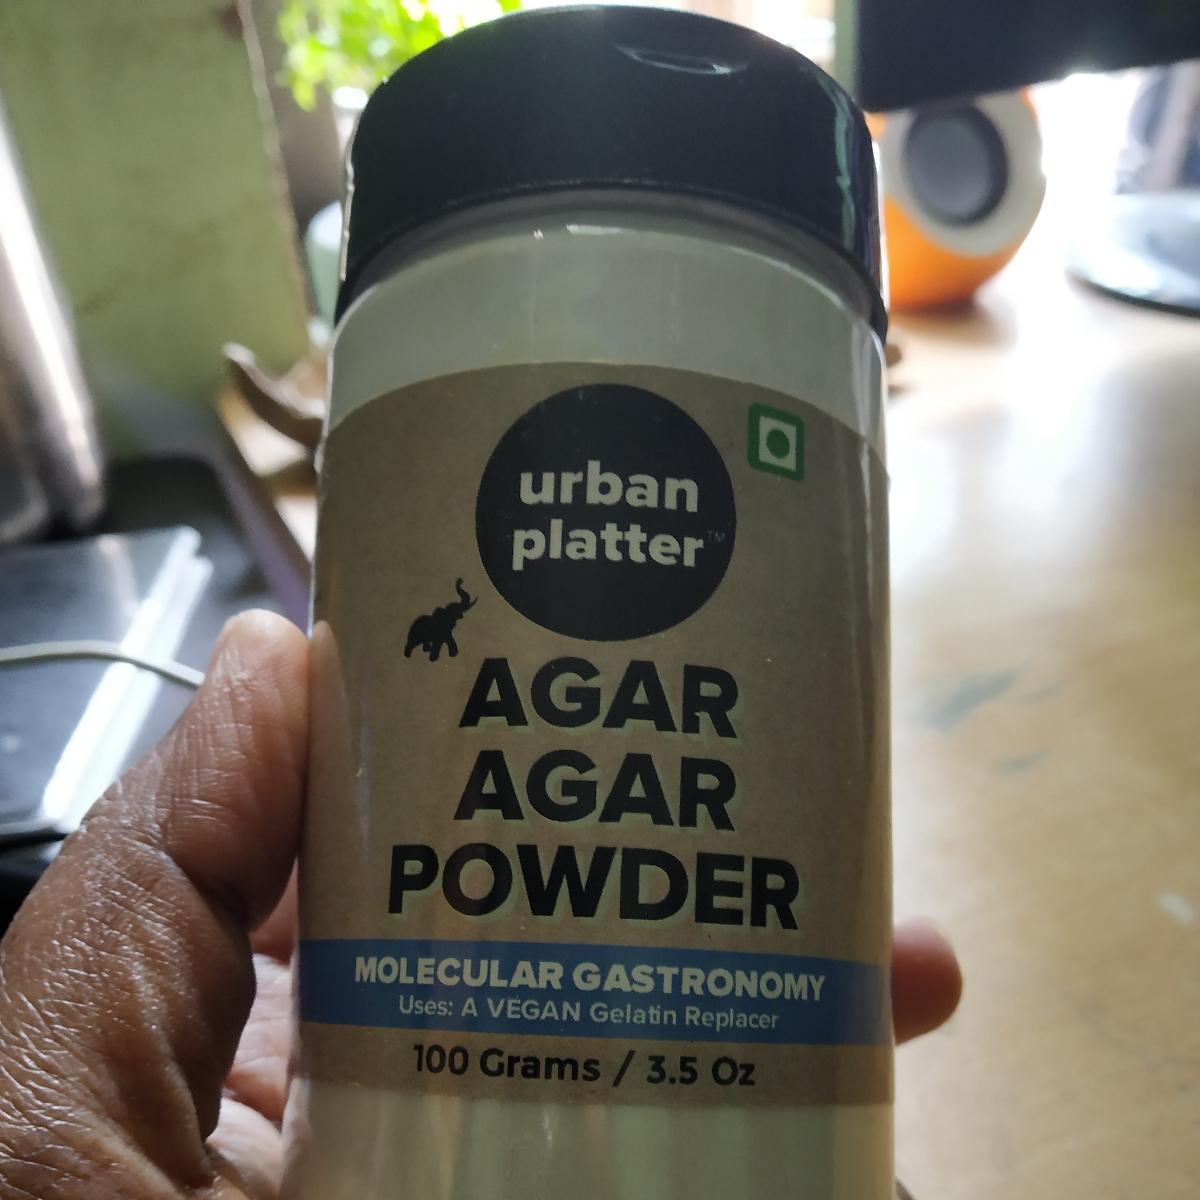 urban
platter™
AGAR
AGAR
POWDER
MOLECULAR GASTRONOMY
Uses: A VEGAN Gelatin Replacer
100 Grams / 3.5 Oz